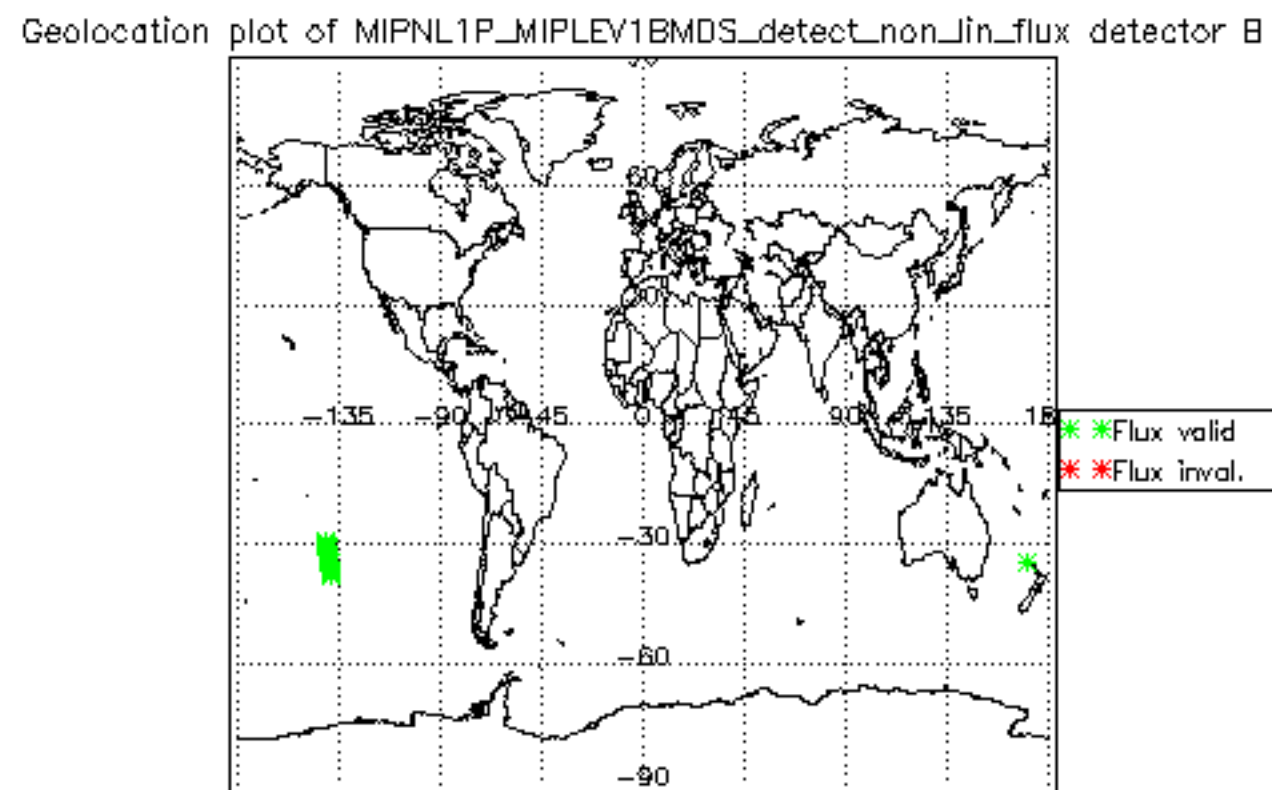 Geolocation plot of MIPNL1P_MIPLEV1BMDS_detect_non_lin_flux detector B
60
-135 -90 45 0 45 90 135
Flux valid
Flux inval.
-30
-60
-90